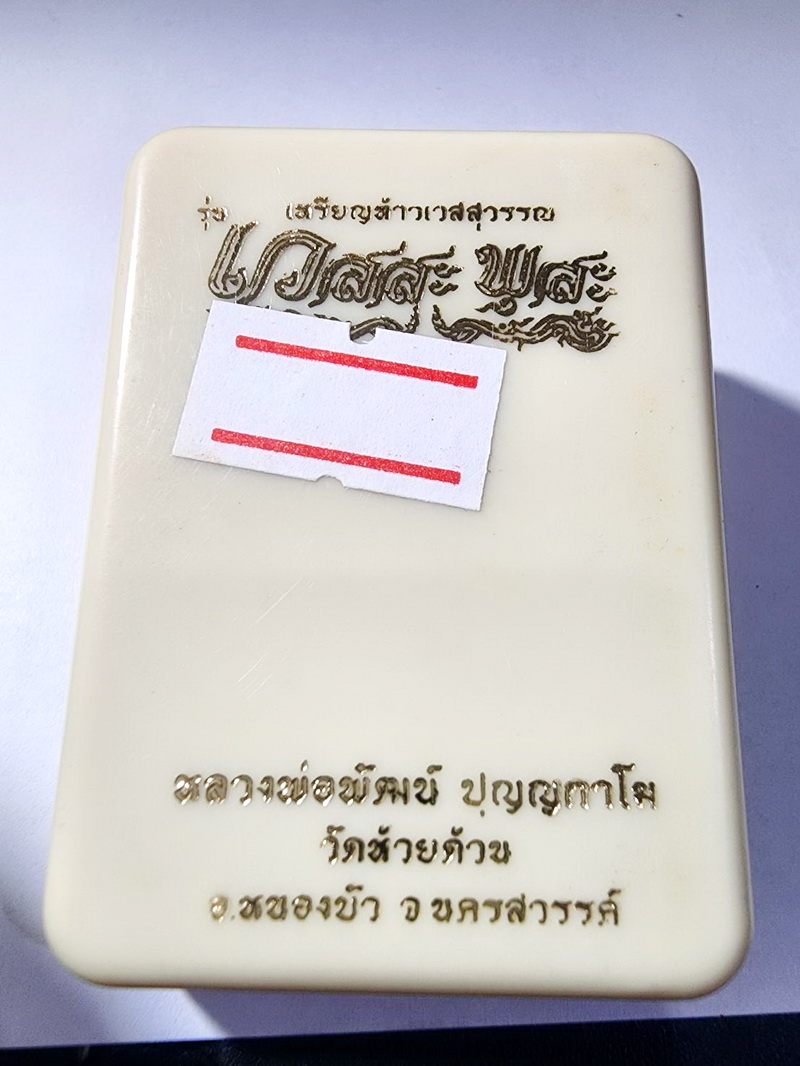 เหรียญท้าวเวสสุวรรณ
รุ่น เวสสะ พุสะ
หลวงพ่อพัฒน์ ปุญญกาโม
วัดห้วยด้วน
อ.หนองบัว จ นครสวรรค์